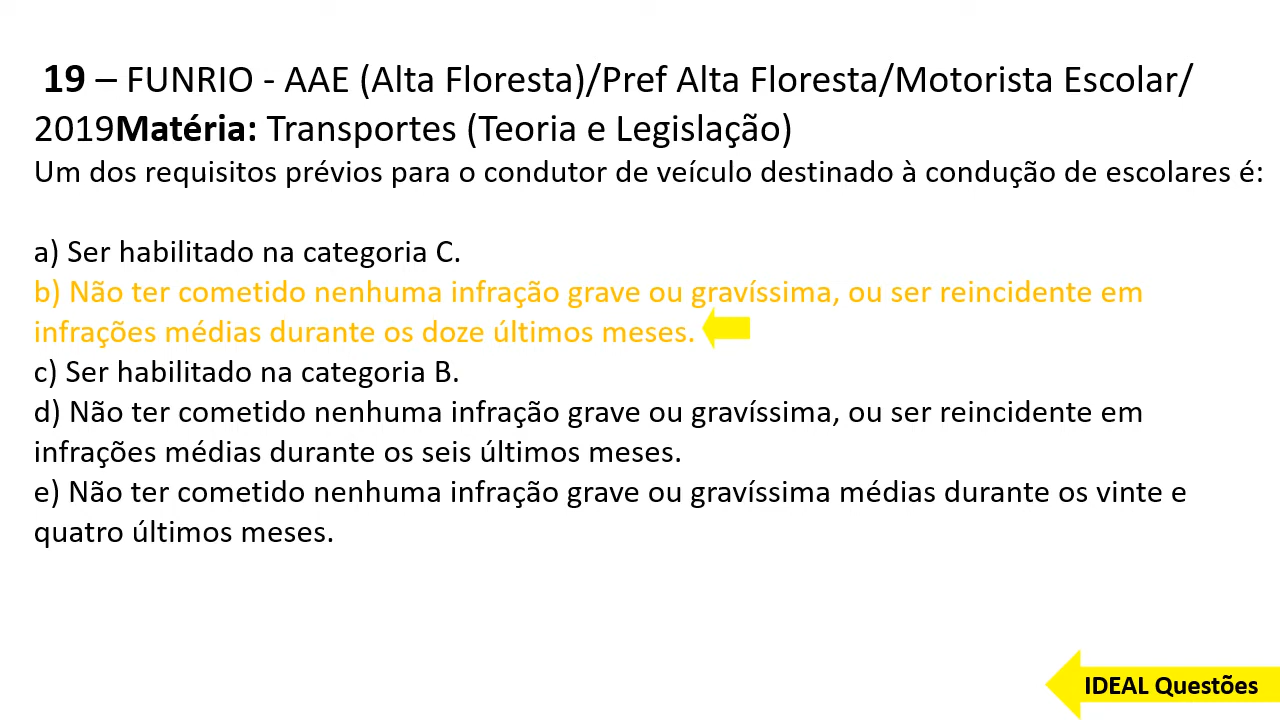 19 – FUNRIO - AAE (Alta Floresta)/Pref Alta Floresta/Motorista Escolar/
2019Matéria: Transportes (Teoria e Legislação)
Um dos requisitos prévios para o condutor de veículo destinado à condução de escolares é:
a) Ser habilitado na categoria C.
b) Não ter cometido nenhuma infração grave ou gravíssima, ou ser reincidente em
infrações médias durante os doze últimos meses.
c) Ser habilitado na categoria B.
d) Não ter cometido nenhuma infração grave ou gravíssima, ou ser reincidente em
infrações médias durante os seis últimos meses.
e) Não ter cometido nenhuma infração grave ou gravíssima médias durante os vinte e
quatro últimos meses.
IDEAL Questões